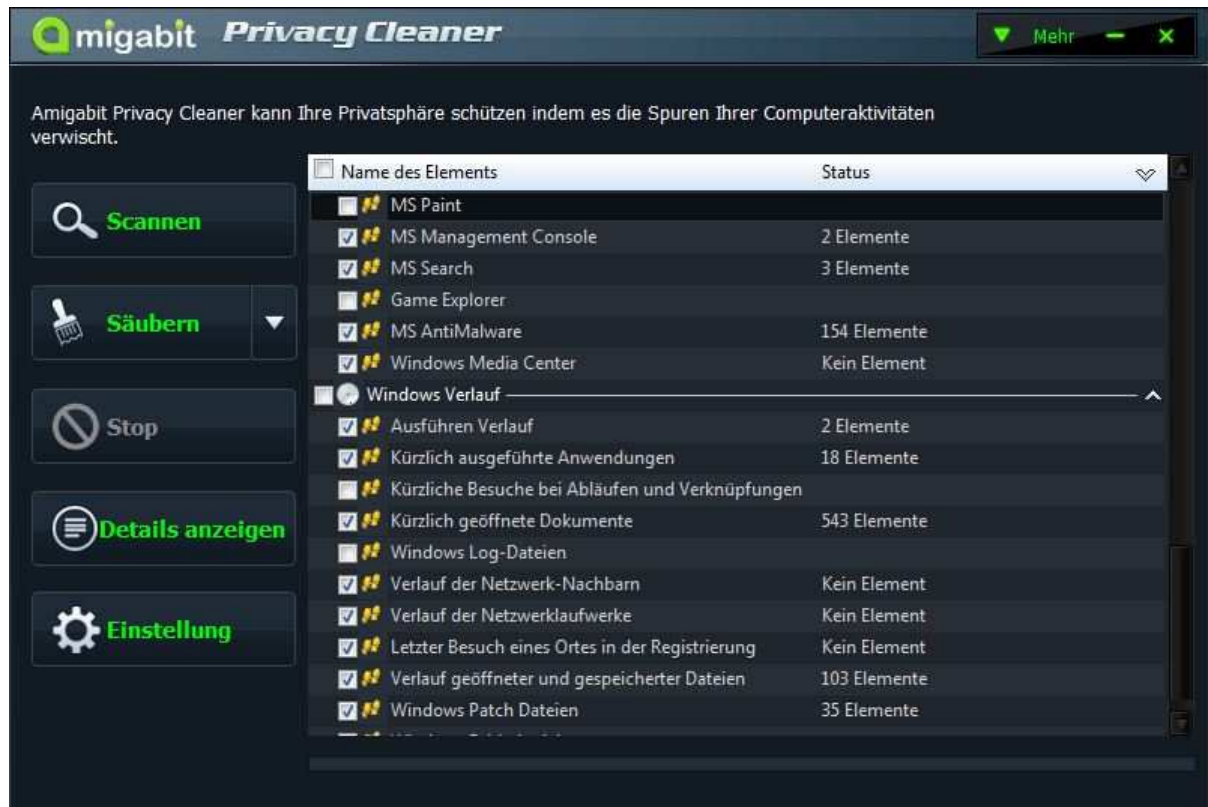 amigabit Privacy Cleaner
Mehr
Amigabit Privacy Cleaner kann Ihre Privatsphäre schützen indem es die Spuren Ihrer Computeraktivitäten
verwischt.
Scannen
Säubern
Stop
Details anzeigen
Einstellung
Name des Elements Status
MS Paint
MS Management Console 2 Elemente
MS Search 3 Elemente
Game Explorer
MS AntiMalware 154 Elemente
Windows Media Center Kein Element
Windows Verlauf
Ausführen Verlauf 2 Elemente
Kürzlich ausgeführte Anwendungen 18 Elemente
Kürzliche Besuche bei Abläufen und Verknüpfungen
Kürzlich geöffnete Dokumente 543 Elemente
Windows Log-Dateien
Verlauf der Netzwerk-Nachbarn Kein Element
Verlauf der Netzwerklaufwerke Kein Element
Letzter Besuch eines Ortes in der Registrierung Kein Element
Verlauf geöffneter und gespeicherter Dateien 103 Elemente
Windows Patch Dateien 35 Elemente